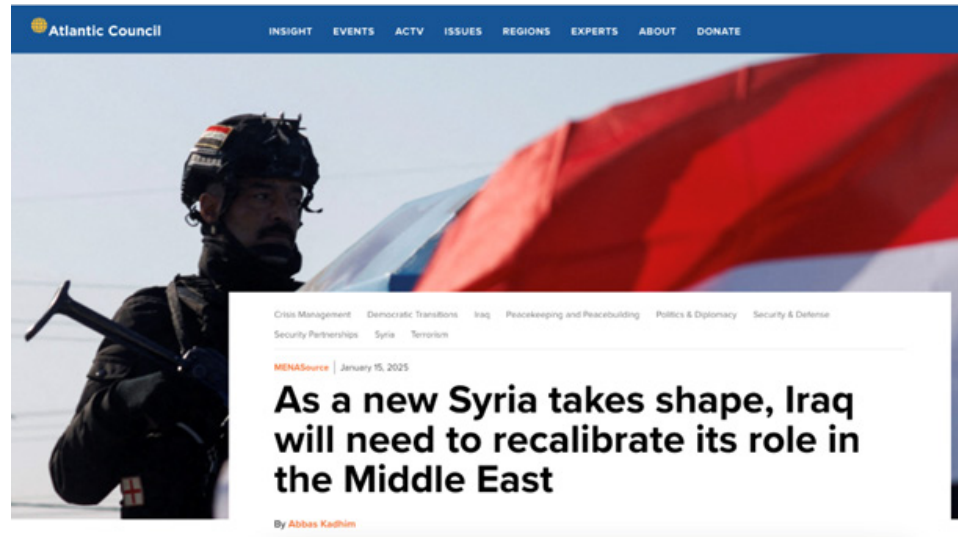 Atlantic Council
INSIGHT EVENTS ACTV ISSUES REGIONS EXPERTS ABOUT DONATE
Crisis Management Democratic Transitions Iraq Peacekeeping and Peacebuilding Politics & Diplomacy Security & Defense
Security Partnerships Syria Terrorism
MENASource | January 15, 2025
As a new Syria takes shape, Iraq
will need to recalibrate its role in
the Middle East
By Abbas Kadhim